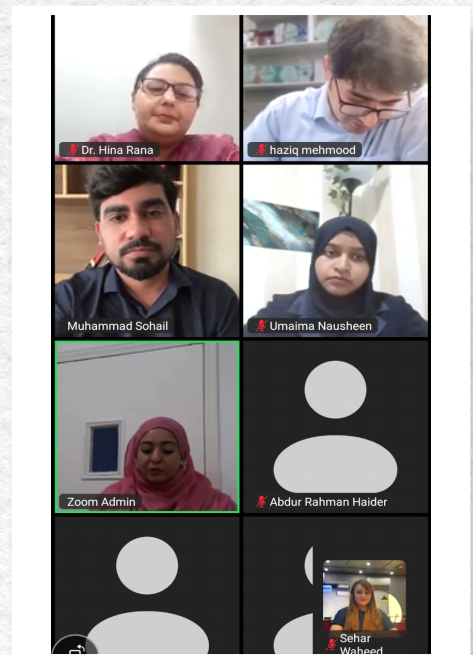 Dr. Hina Rana
haziq mehmood
Muhammad Sohail
Umaima Nausheen
Zoom Admin
Abdur Rahman Haider
Sehar
Waheed